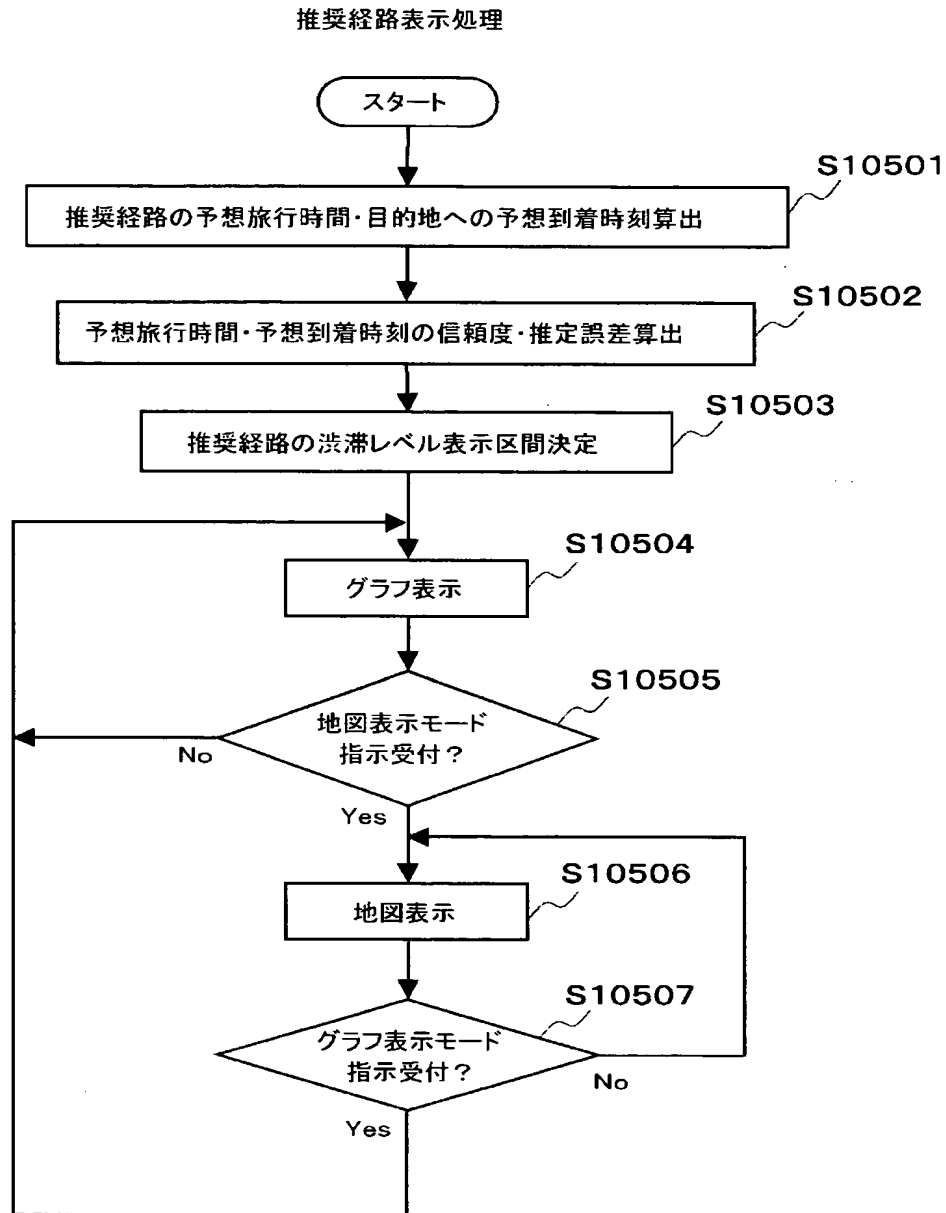 推奨経路表示処理
スタート
S10501
推奨経路の予想旅行時間・目的地への予想到着時刻算出
S10502
予想旅行時間・予想到着時刻の信頼度・推定誤差算出
S10503
推奨経路の渋滞レベル表示区間決定
S10504
グラフ表示
S10505
地図表示モード
指示受付?
No
Yes
S10506
地図表示
S10507
グラフ表示モード
指示受付?
No
Yes